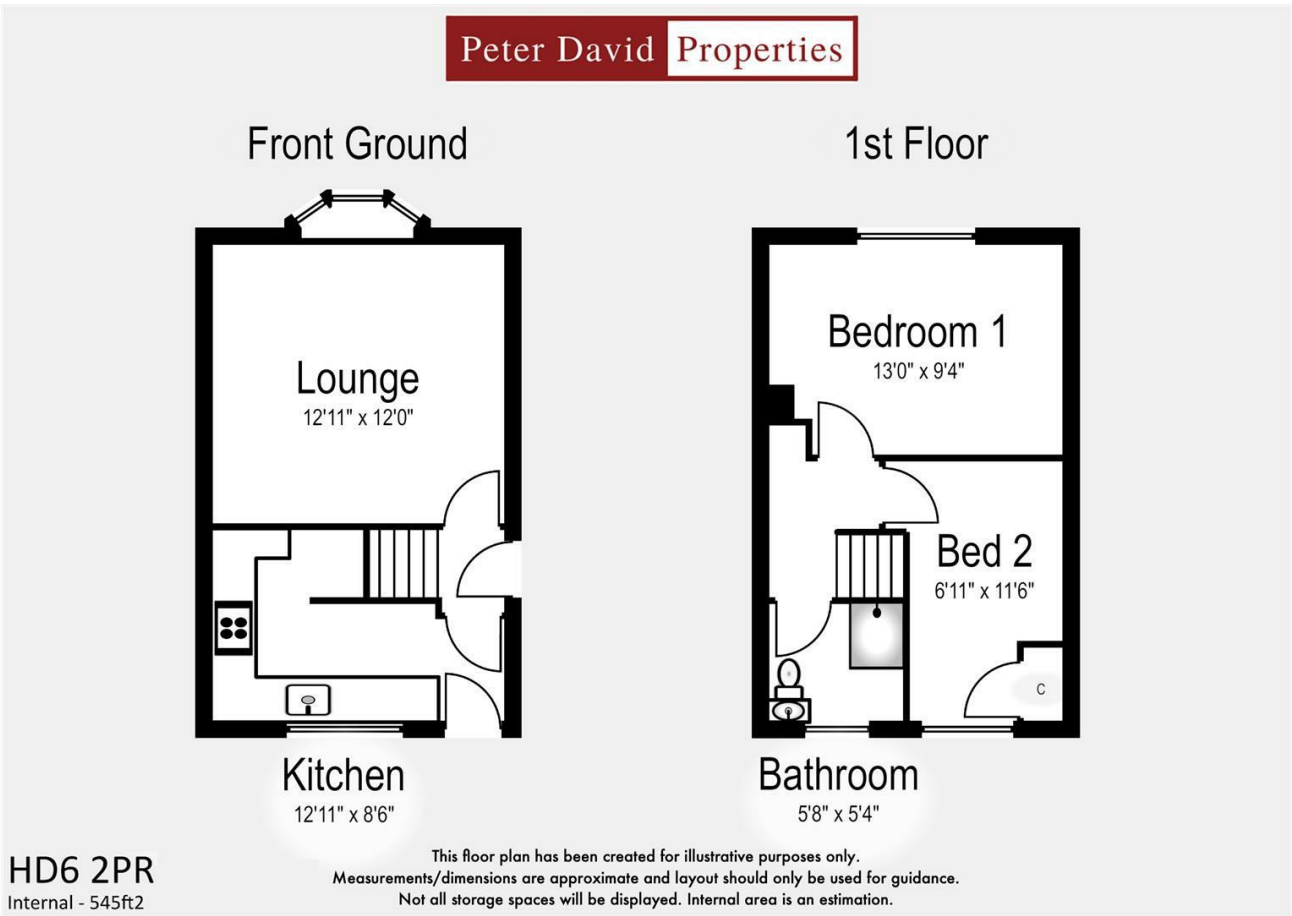 Peter David Properties
Front Ground
1st Floor
Lounge
12'11" x 12'0"
Bedroom 1
13'0" x 9'4"
Bed 2
6'11" x 11'6"
C
Kitchen
12'11" x 8'6"
Bathroom
5'8" x 5'4"
HD6 2PR
Internal - 545ft2
This floor plan has been created for illustrative purposes only.
Measurements/dimensions are approximate and layout should only be used for guidance.
Not all storage spaces will be displayed. Internal area is an estimation.